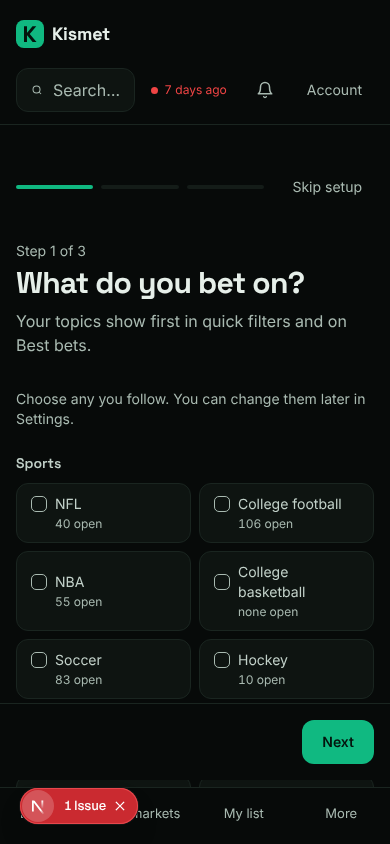 Kismet
Search...
7 days ago
Account
Skip setup
Step 1 of 3
What do you bet on?
Your topics show first in quick filters and on
Best bets.
Choose any you follow. You can change them later in
Settings.
Sports
NFL
40 open
College football
106 open
NBA
55 open
College
basketball
none open
Soccer
83 open
Hockey
10 open
Next
1 Issue
My list
More